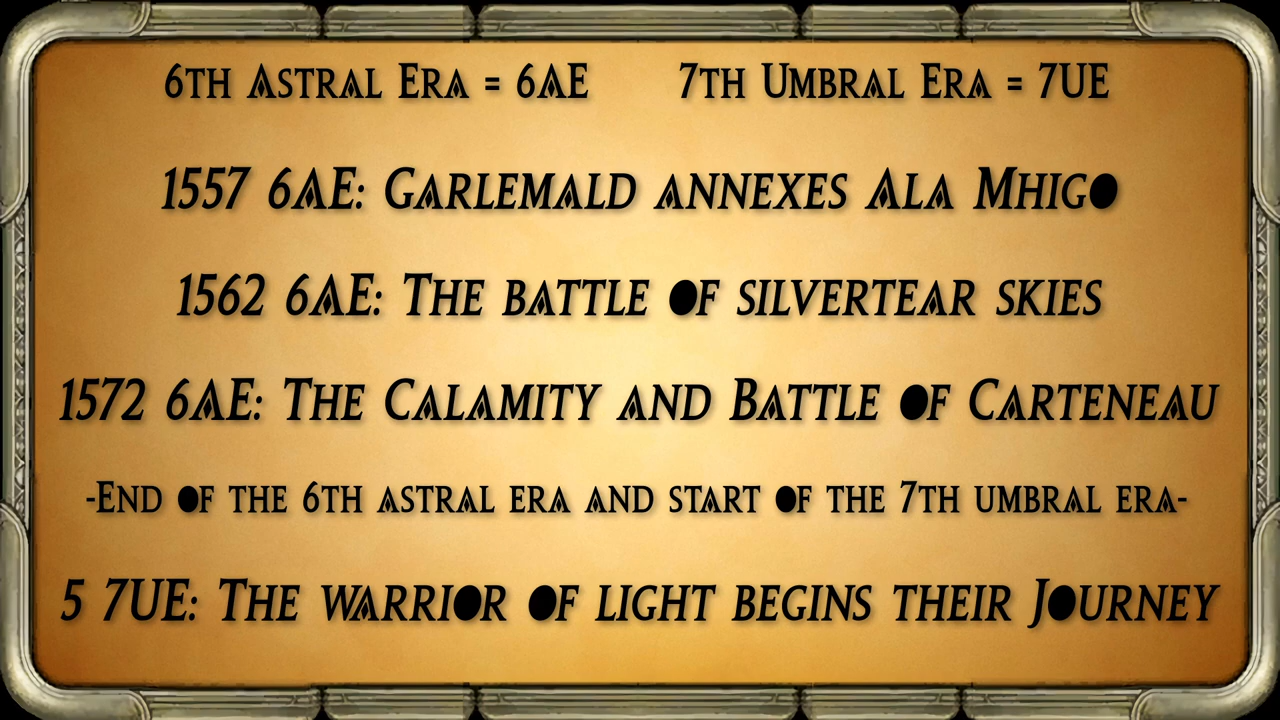 6th Astral Era = 6AE 7th Umbral Era = 7UE
1557 6AE: Garlemald annexes Ala Mhigo
1562 6AE: The battle of silvertear skies
1572 6AE: The Calamity and Battle of Carteneau
-End of the 6th astral era and start of the 7th umbral era-
5 7UE: The warrior of light begins their Journey